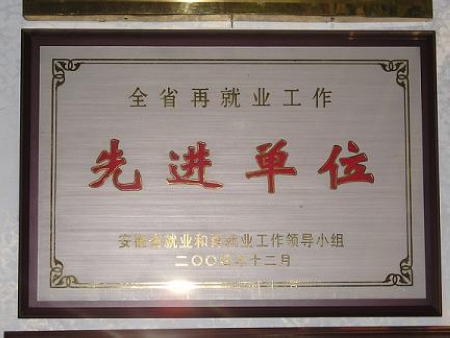 全省再就业工作
先进单位
安徽省就业和再就业工作领导小组
二〇〇五年十二月